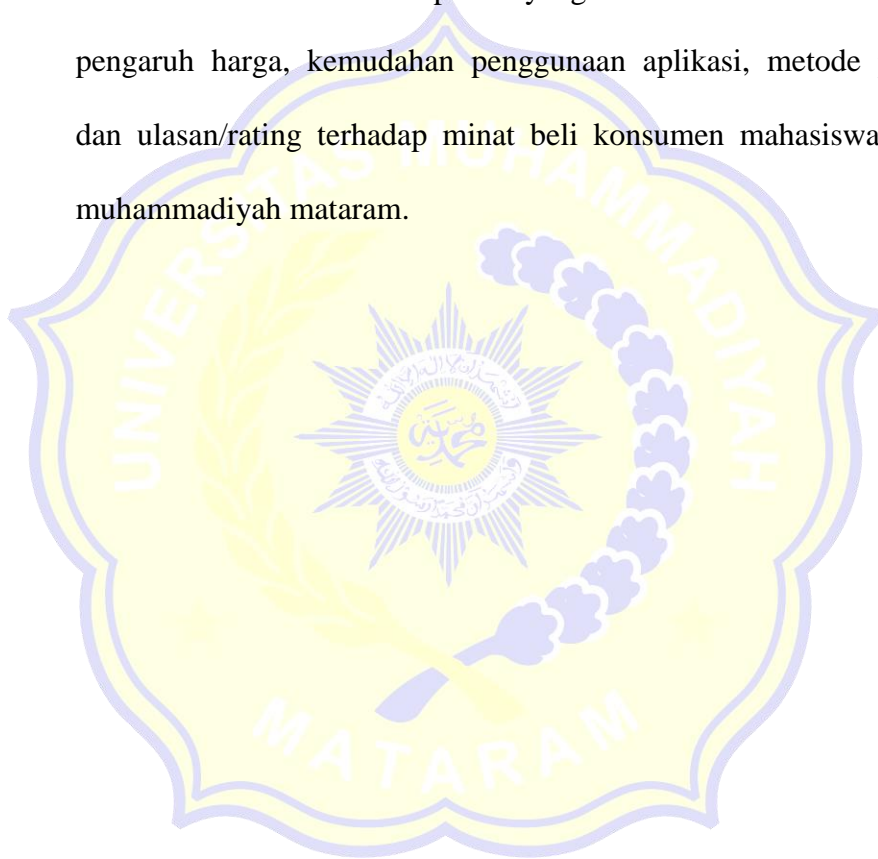 pengaruh harga, kemudahan penggunaan aplikasi, metode
dan ulasan/rating terhadap minat beli konsumen mahasiswa
muhammadiyah mataram.
UNIVERSITAS MUHAMMADIYAH
MATARAM